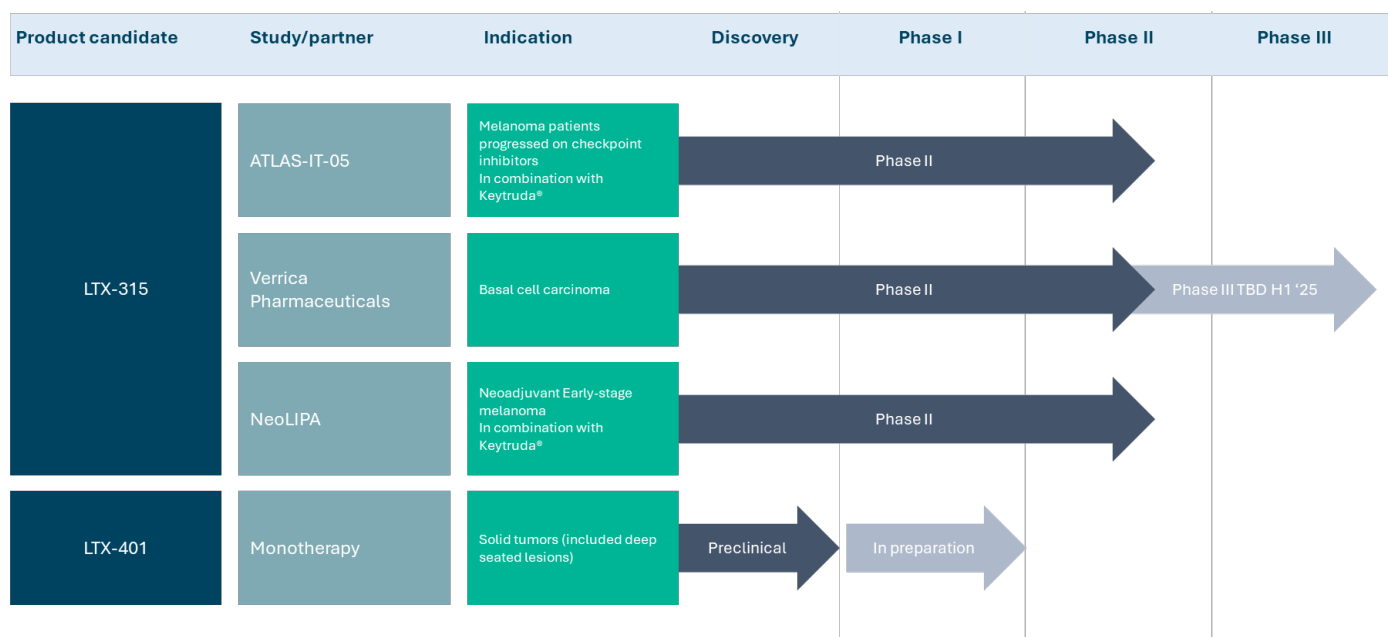 Product candidate
Study/partner
Indication
Discovery
Phase I
Phase II
Phase III
LTX-315
ATLAS-IT-05
Melanoma patients
progressed on checkpoint
inhibitors
In combination with
Keytruda®
Phase II
Verrica
Pharmaceuticals
Basal cell carcinoma
Phase II
Phase III TBD H1 ‘25
NeoLIPA
Neoadjuvant Early-stage
melanoma
In combination with
Keytruda®
Phase II
LTX-401
Monotherapy
Solid tumors (included deep
seated lesions)
Preclinical
In preparation